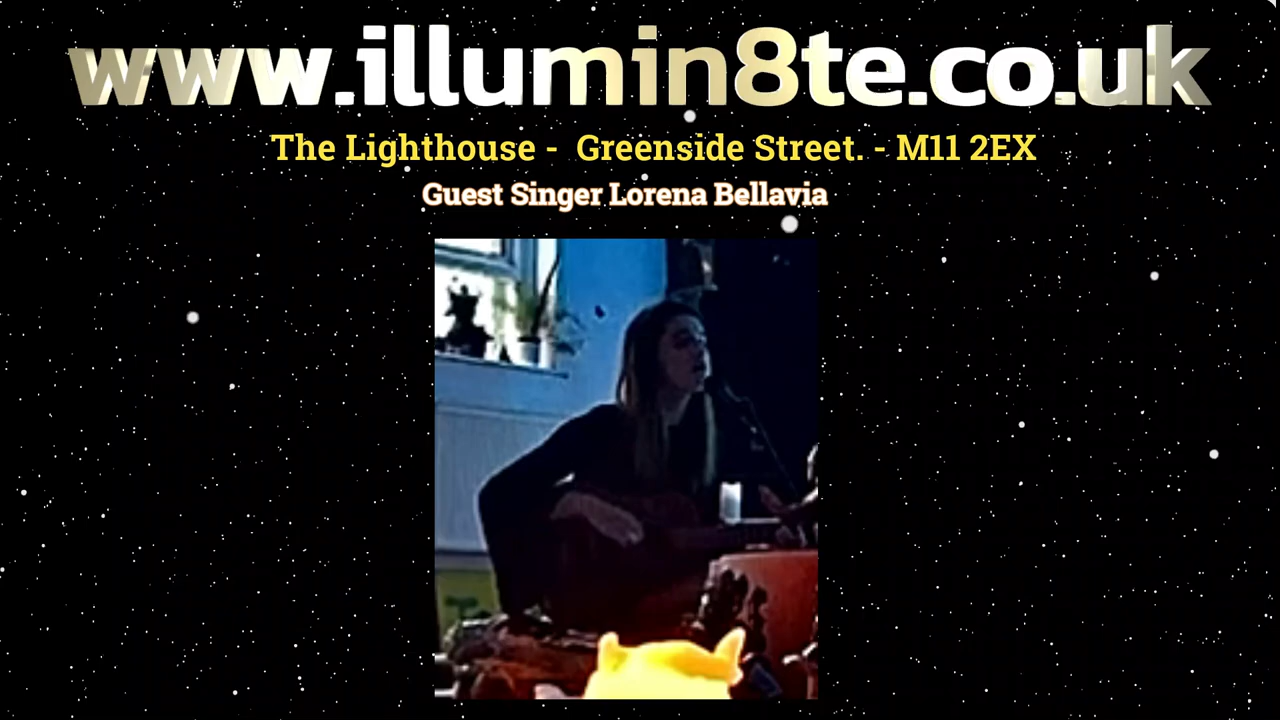 www.illumin8te.co.uk
The Lighthouse - Greenside Street. - M11 2EX
Guest Singer Lorena Bellavia